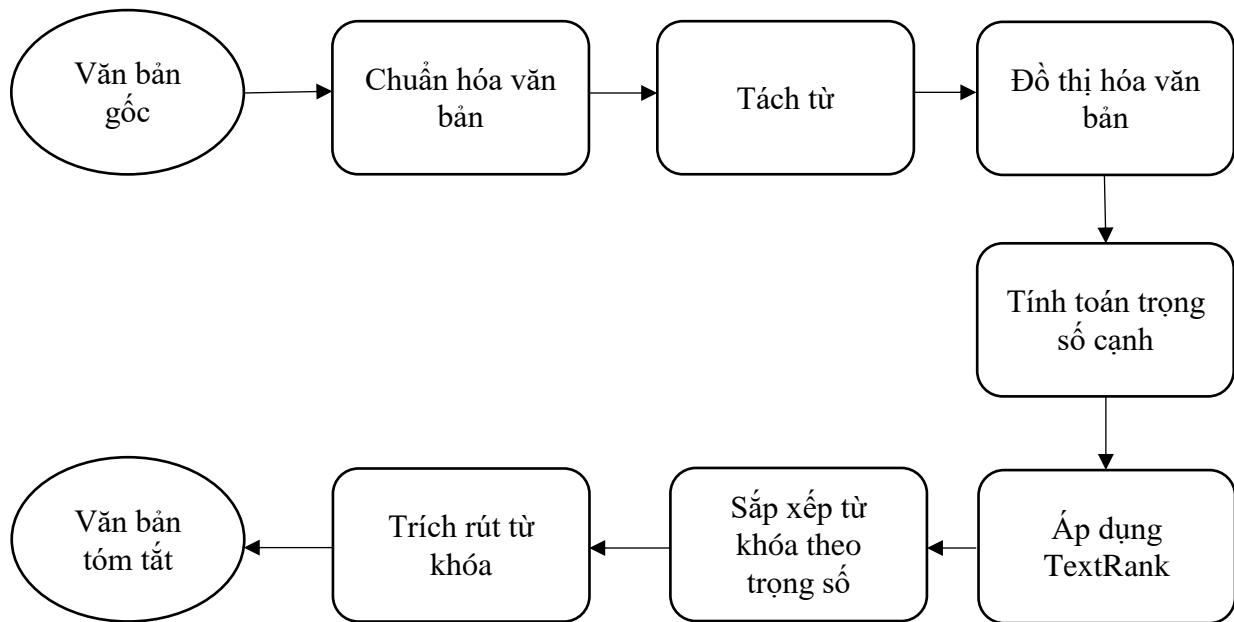 Văn bản
gốc
Chuẩn hóa văn
bản
Tách từ
Đồ thị hóa văn
bản
Tính toán trọng
số cạnh
Áp dụng
TextRank
Sắp xếp từ
khóa theo
trọng số
Trích rút từ
khóa
Văn bản
tóm tắt